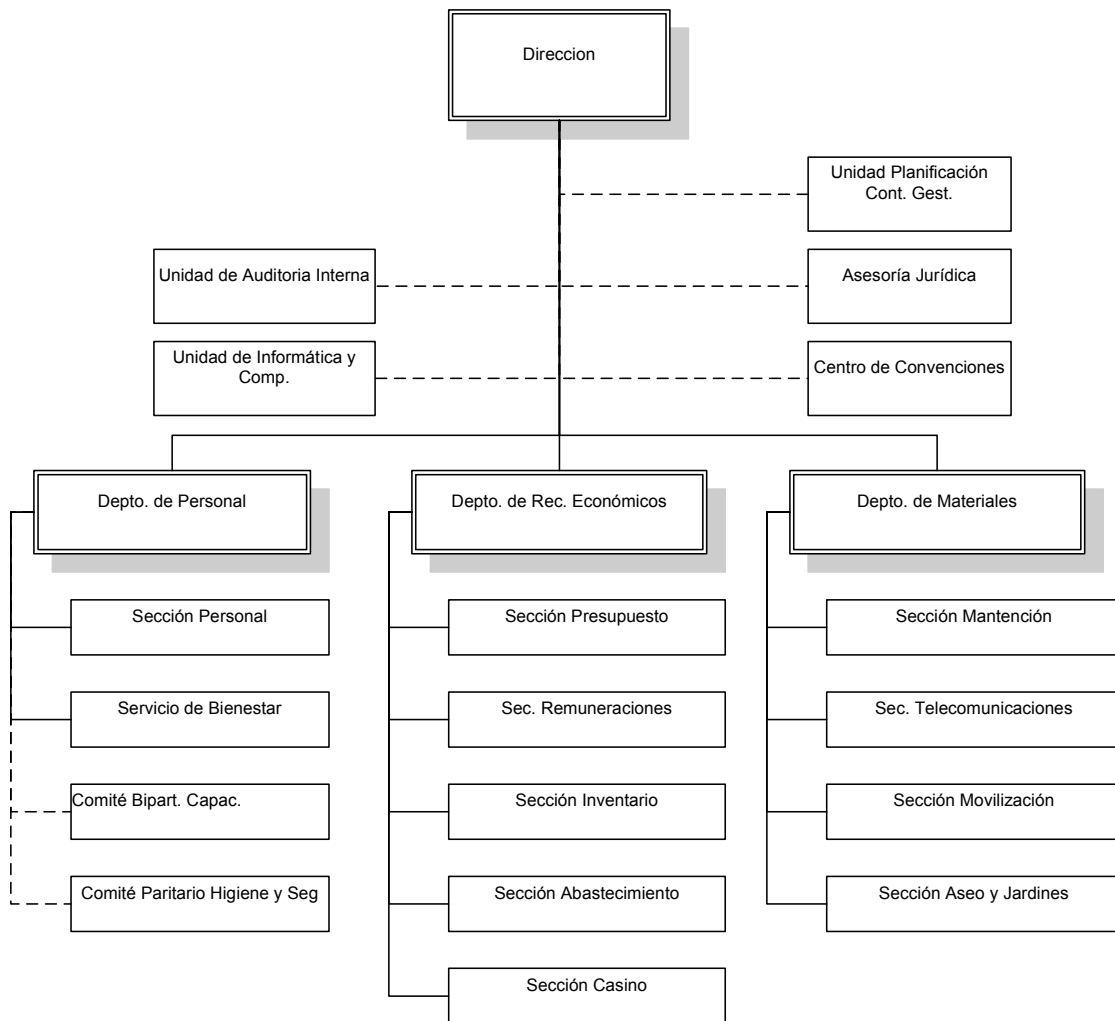 Direccion
Unidad Planificación
Cont. Gest.
Unidad de Auditoria Interna
Asesoría Jurídica
Unidad de Informática y
Comp.
Centro de Convenciones
Depto. de Personal
Depto. de Rec. Económicos
Depto. de Materiales
Sección Personal
Sección Presupuesto
Sección Mantención
Servicio de Bienestar
Sec. Remuneraciones
Sec. Telecomunicaciones
Comité Bipart. Capac.
Sección Inventario
Sección Movilización
Comité Paritario Higiene y Seg
Sección Abastecimiento
Sección Aseo y Jardines
Sección Casino